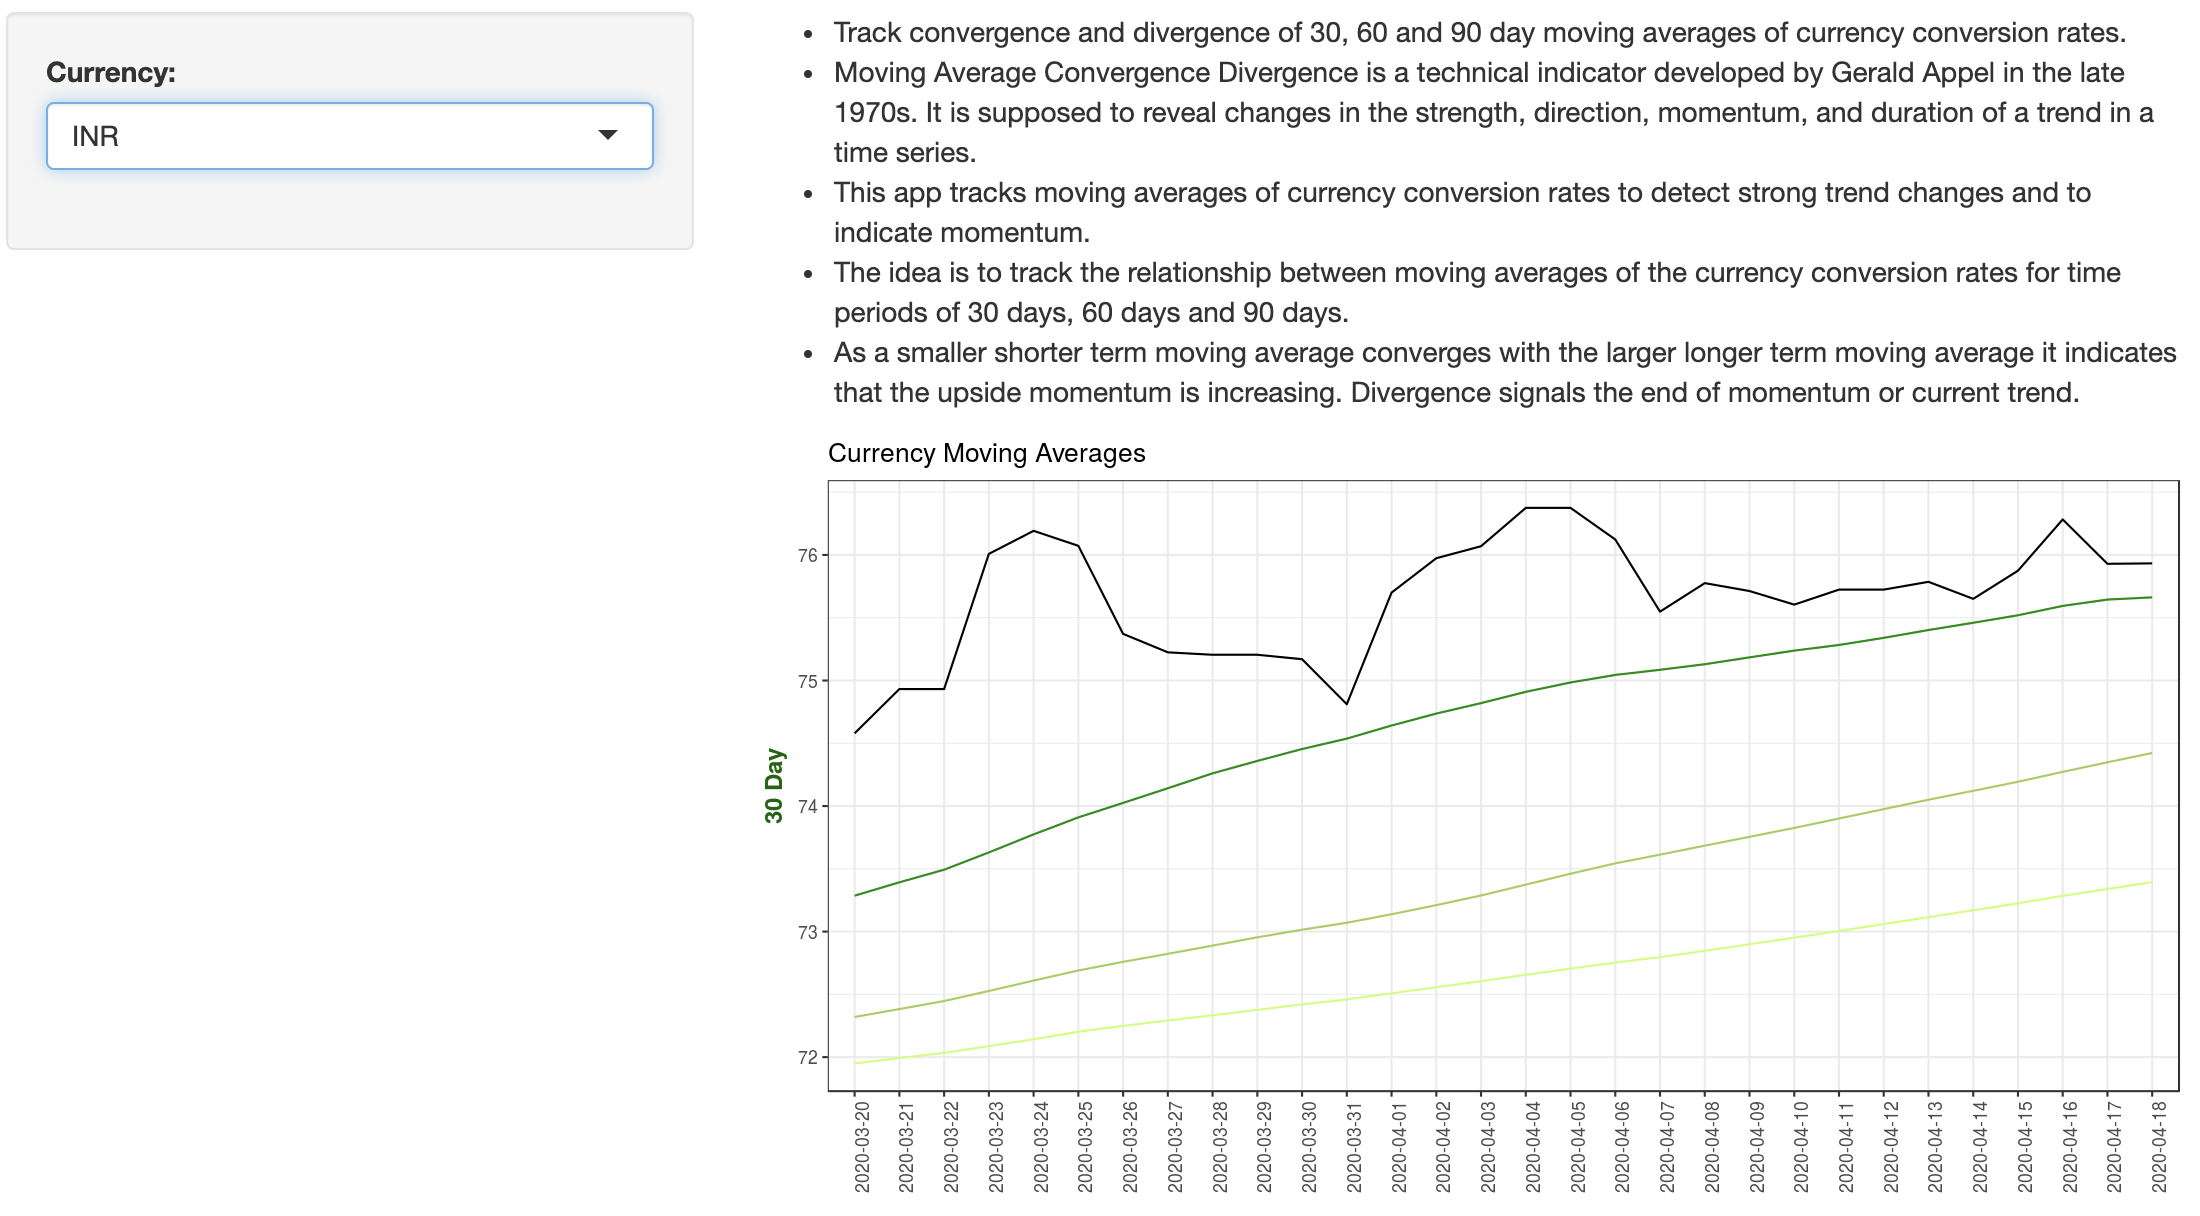 Currency:
INR
• Track convergence and divergence of 30, 60 and 90 day moving averages of currency conversion rates.
• Moving Average Convergence Divergence is a technical indicator developed by Gerald Appel in the late
1970s. It is supposed to reveal changes in the strength, direction, momentum, and duration of a trend in a
time series.
• This app tracks moving averages of currency conversion rates to detect strong trend changes and to
indicate momentum.
• The idea is to track the relationship between moving averages of the currency conversion rates for time
periods of 30 days, 60 days and 90 days.
• As a smaller shorter term moving average converges with the larger longer term moving average it indicates
that the upside momentum is increasing. Divergence signals the end of momentum or current trend.
Currency Moving Averages
30 Day
76
75
74
73
72
2020-03-20
2020-03-21
2020-03-22
2020-03-23
2020-03-24
2020-03-25
2020-03-26
2020-03-27
2020-03-28
2020-03-29
2020-03-30
2020-03-31
2020-04-01
2020-04-02
2020-04-03
2020-04-04
2020-04-05
2020-04-06
2020-04-07
2020-04-08
2020-04-09
2020-04-10
2020-04-11
2020-04-12
2020-04-13
2020-04-14
2020-04-15
2020-04-16
2020-04-17
2020-04-18